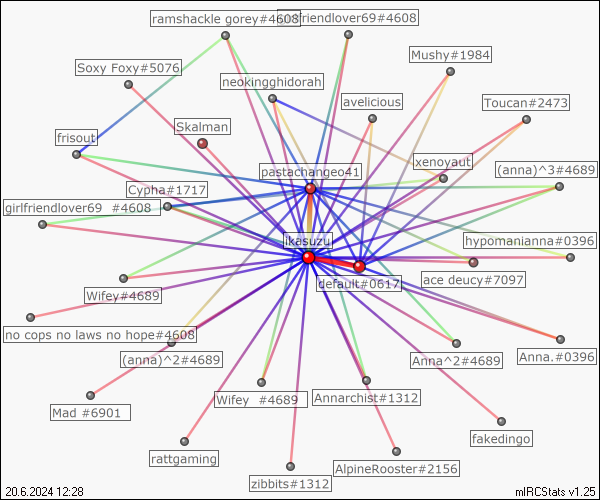 ramshackle gorey#4608
friendlover69#4608
Mushy#1984
Soxy Foxy#5076
neokingghidorah
avelicious
Toucan#2473
Skalman
frisout
xenoyaut
pastachangeo41
(anna)^3#4689
Cypha#1717
girlfriendlover69 #4608
ikasuzu
hypomanianna#0396
default#0617
ace deucy#7097
Wifey#4689
no cops no laws no hope#4608
(anna)^2#4689
Anna^2#4689
Anna.#0396
Wifey #4689
Annarchist#1312
Mad #6901
fakedingo
rattgaming
AlpineRooster#2156
zibbits#1312
20.6.2024 12:28
mIRCStats v1.25